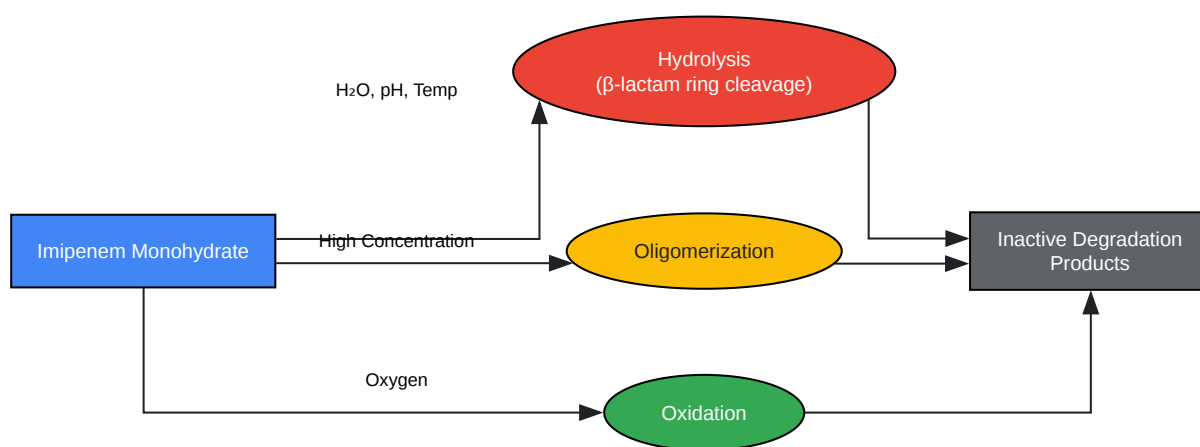 Hydrolysis
(β-lactam ring cleavage)
H₂O, pH, Temp
Imipenem Monohydrate
High Concentration
Oligomerization
Inactive Degradation
Products
Oxygen
Oxidation